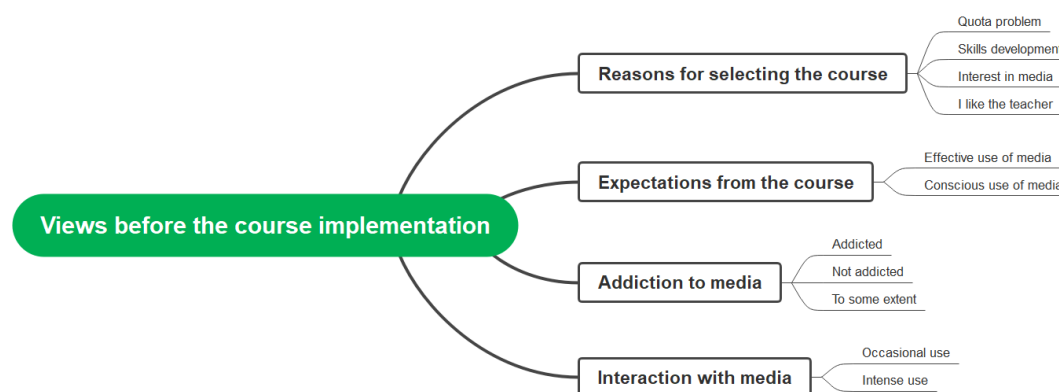 Views before the course implementation
Reasons for selecting the course
Quota problem
Skills development
Interest in media
I like the teacher
Expectations from the course
Effective use of media
Conscious use of media
Addiction to media
Addicted
Not addicted
To some extent
Interaction with media
Occasional use
Intense use